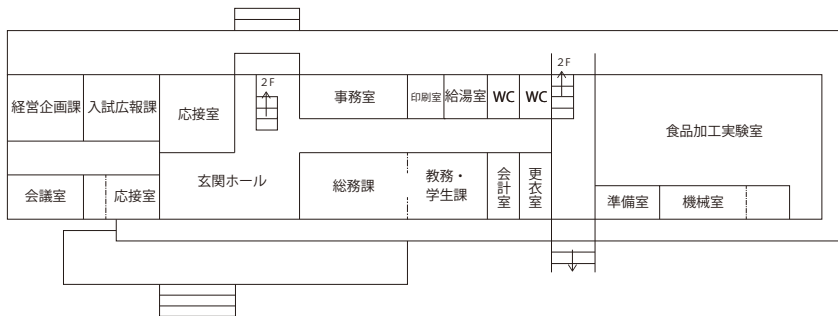 2F
2F
経営企画課
入試広報課
応接室
事務室
印刷室
給湯室
WC
WC
食品加工実験室
会議室
応接室
玄関ホール
総務課
教務・
学生課
会計室
更衣室
準備室
機械室